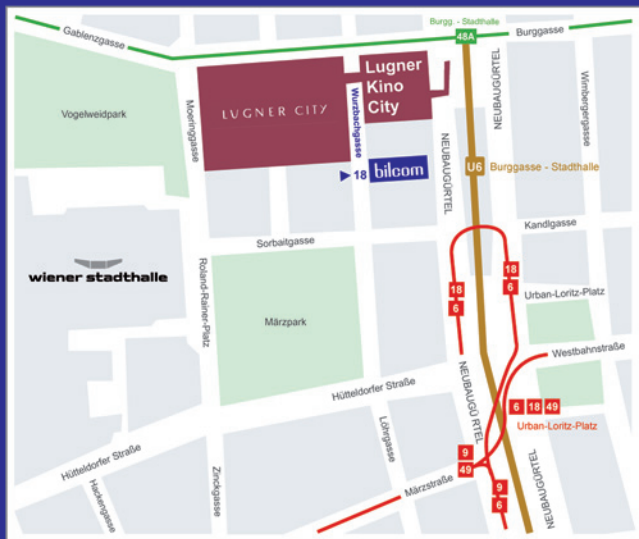 Burgg. - Stadthalle
48A
Gablenzgasse
Burggasse
Lugner
Kino
City
LUGNER CITY
Vogelweidpark
Moeringgasse
Wurzbachgasse
NEUBAUGÜRTEL
NEUBAUGÜRTEL
Wimbergergasse
18 bilcom
U6 Burggasse - Stadthalle
Kandlgasse
Sorbaitgasse
wiener stadthalle
Roland-Rainer-Platz
Märzpark
18
6
18
6
Urban-Loritz-Platz
Westbahnstraße
Hütteldorfer Straße
NEUBAUGÜRTEL
6 18 49
Urban-Loritz-Platz
Löhrgasse
Hütteldorfer Straße
Hackengasse
Zinckgasse
Märzstraße
9
49
9
6
NEUBAUGÜRTEL